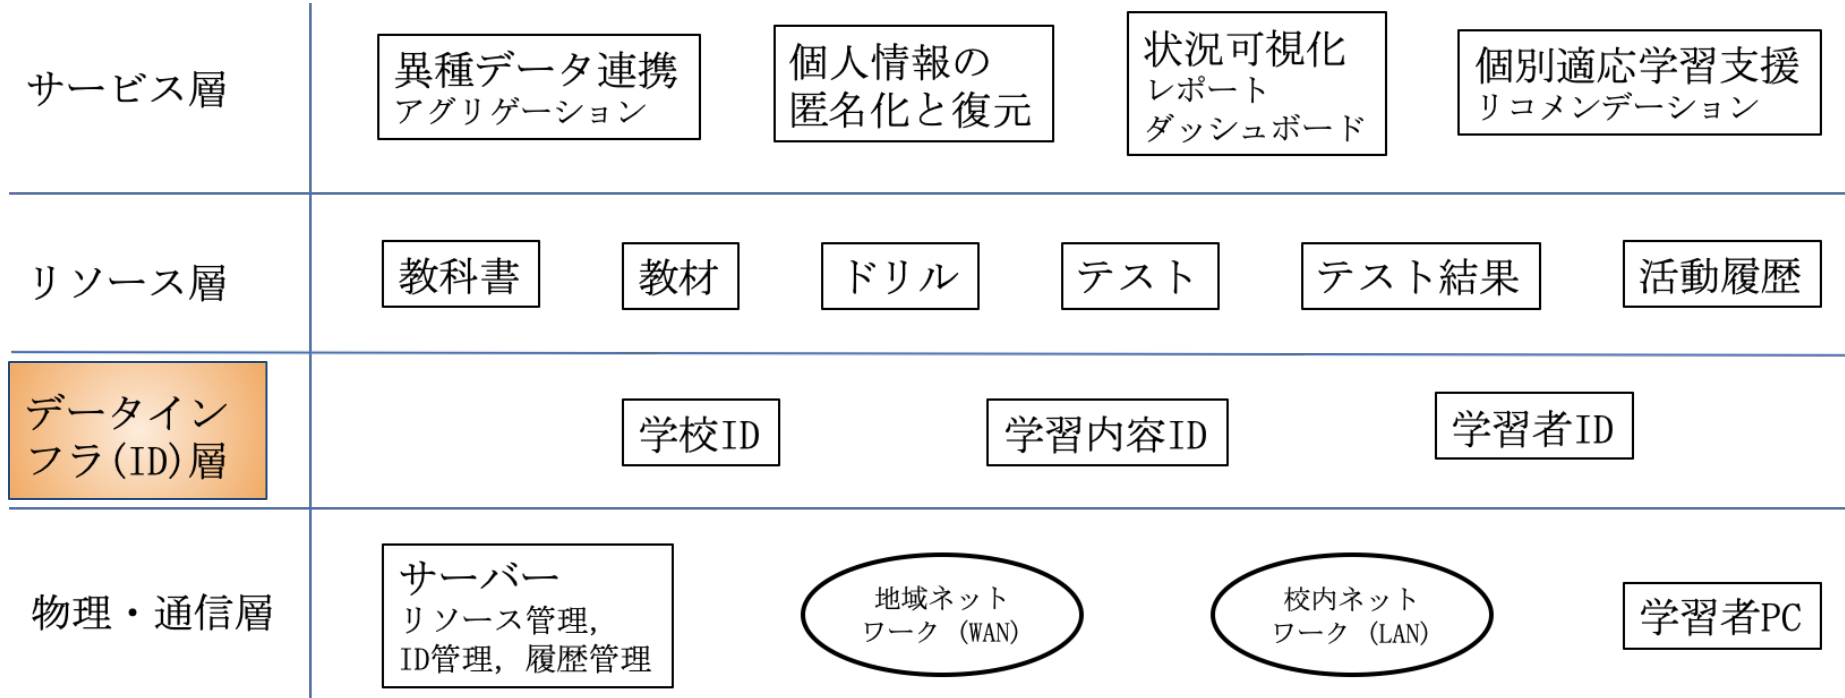 サービス層
異種データ連携
アグリゲーション
個人情報の
匿名化と復元
状況可視化
レポート
ダッシュボード
個別適応学習支援
リコメンデーション
リソース層
教科書
教材
ドリル
テスト
テスト結果
活動履歴
データイン
フラ(ID)層
学校ID
学習内容ID
学習者ID
物理・通信層
サーバー
リソース管理,
ID管理, 履歴管理
地域ネット
ワーク (WAN)
校内ネット
ワーク (LAN)
学習者PC